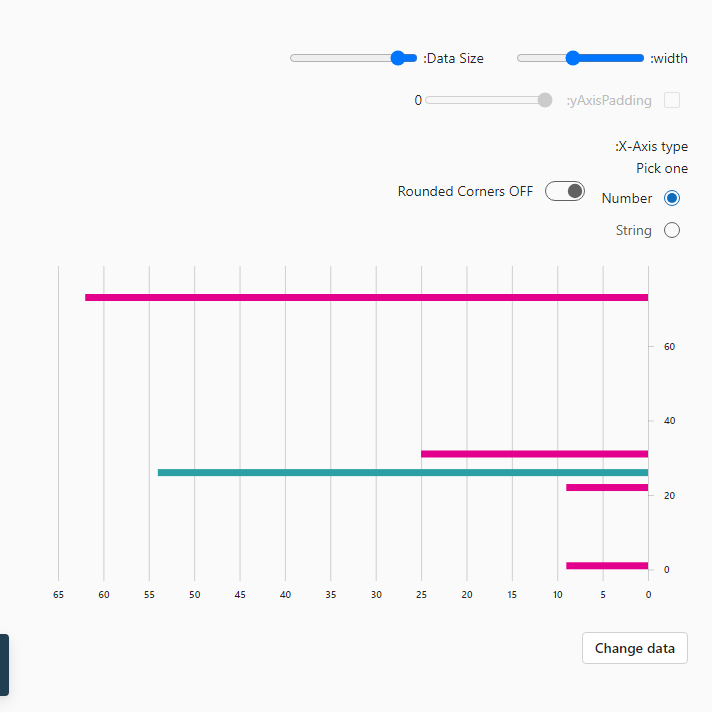 :width
:Data Size
:yAxisPadding
0
:X-Axis type
Pick one
Number
String
Rounded Corners OFF
60
40
20
0
65 60 55 50 45 40 35 30 25 20 15 10 5 0
Change data